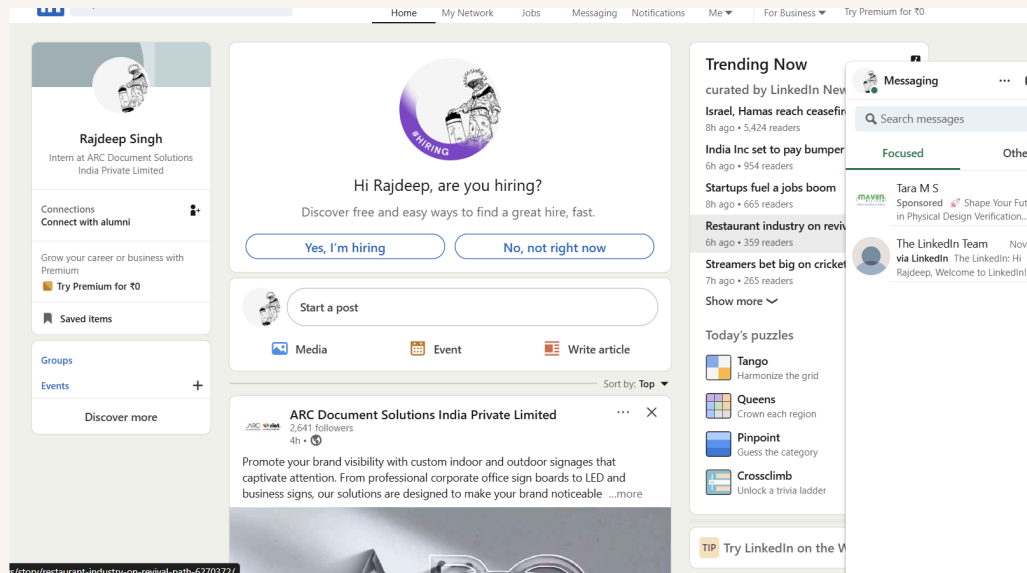 Home
My Network
Jobs
Messaging
Notifications
Me
For Business
Try Premium for ₹0
Rajdeep Singh
Intern at ARC Document Solutions
India Private Limited
Connections
Connect with alumni
Grow your career or business with
Premium
Try Premium for ₹0
Saved items
Groups
Events
Discover more
#HIRING
Hi Rajdeep, are you hiring?
Discover free and easy ways to find a great hire, fast.
Yes, I'm hiring
No, not right now
Start a post
Media
Event
Write article
Sort by: Top
ARC Document Solutions India Private Limited
2,641 followers
4h •
Promote your brand visibility with custom indoor and outdoor signages that
captivate attention. From professional corporate office sign boards to LED and
business signs, our solutions are designed to make your brand noticeable ...more
Trending Now
curated by LinkedIn New
Israel, Hamas reach ceasefir
8h ago • 5,424 readers
India Inc set to pay bumper
6h ago • 954 readers
Startups fuel a jobs boom
8h ago • 665 readers
Restaurant industry on reviv
6h ago • 359 readers
Streamers bet big on cricket
7h ago • 265 readers
Show more
Today's puzzles
Tango
Harmonize the grid
Queens
Crown each region
Pinpoint
Guess the category
Crossclimb
Unlock a trivia ladder
TIP Try LinkedIn on the W
Messaging
Search messages
Focused
Othe
MAVEN
Tara M S
Sponsored 🚀 Shape Your Fut
in Physical Design Verification...
The LinkedIn Team Nov
via LinkedIn The LinkedIn: Hi
Rajdeep, Welcome to LinkedIn!
s/story/restaurant-industry-on-revival-path-6270372/